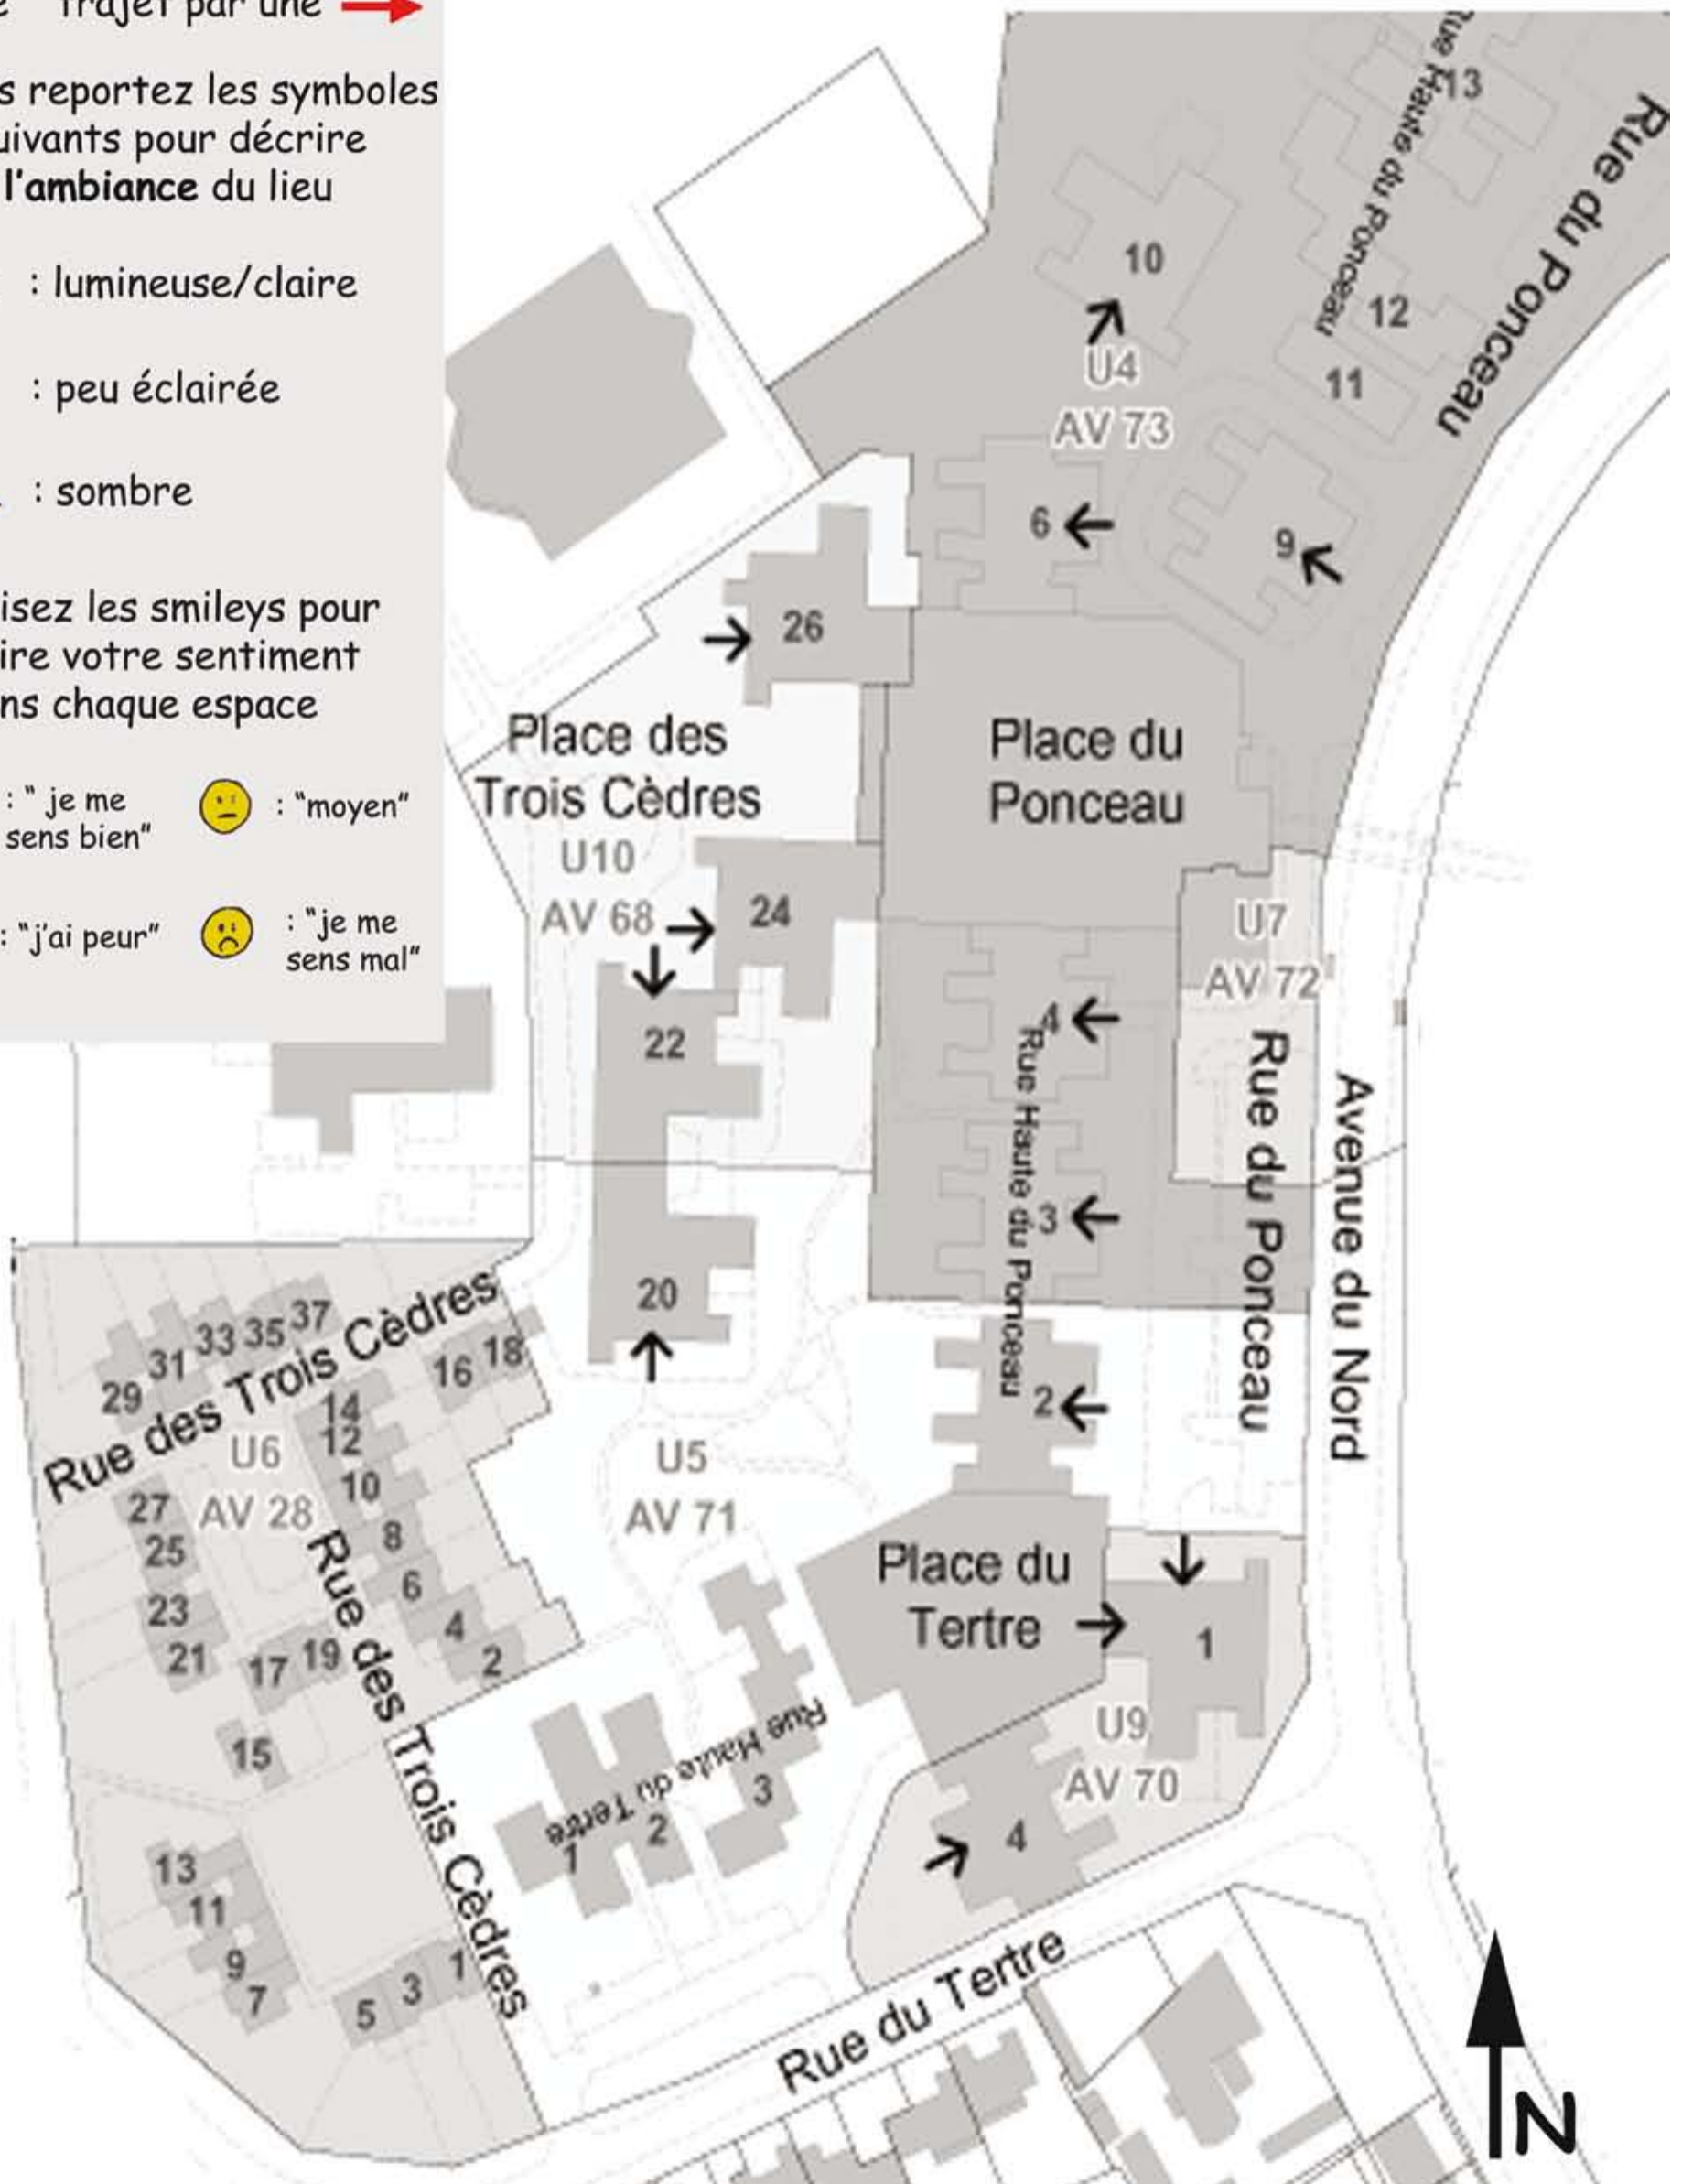 trajet par une
s reportez les symboles
uivants pour décrire
l'ambiance du lieu
: lumineuse/claire
: peu éclairée
: sombre
isez les smileys pour
ire votre sentiment
ns chaque espace
: " je me
sens bien"
: "moyen"
: "j'ai peur"
: "je me
sens mal"
Rue Haute du Ponceau
13
Rue du Ponceau
10
12
11
U4
AV 73
6
9
26
Place des
Trois Cèdres
U10
AV 68
Place du
Ponceau
24
22
U7
AV 72
4
Rue Haute du Ponceau
3
Rue du Ponceau
Avenue du Nord
20
2
37
35
33
31
29
Rue des Trois Cèdres
18
16
14
12
10
8
6
4
2
U6
AV 28
27
25
23
21
19
17
15
Rue des Trois Cèdres
U5
AV 71
Place du
Tertre
1
U9
AV 70
4
Rue Haute du Tertre
3
2
1
13
11
9
7
5
3
1
Rue du Tertre
N